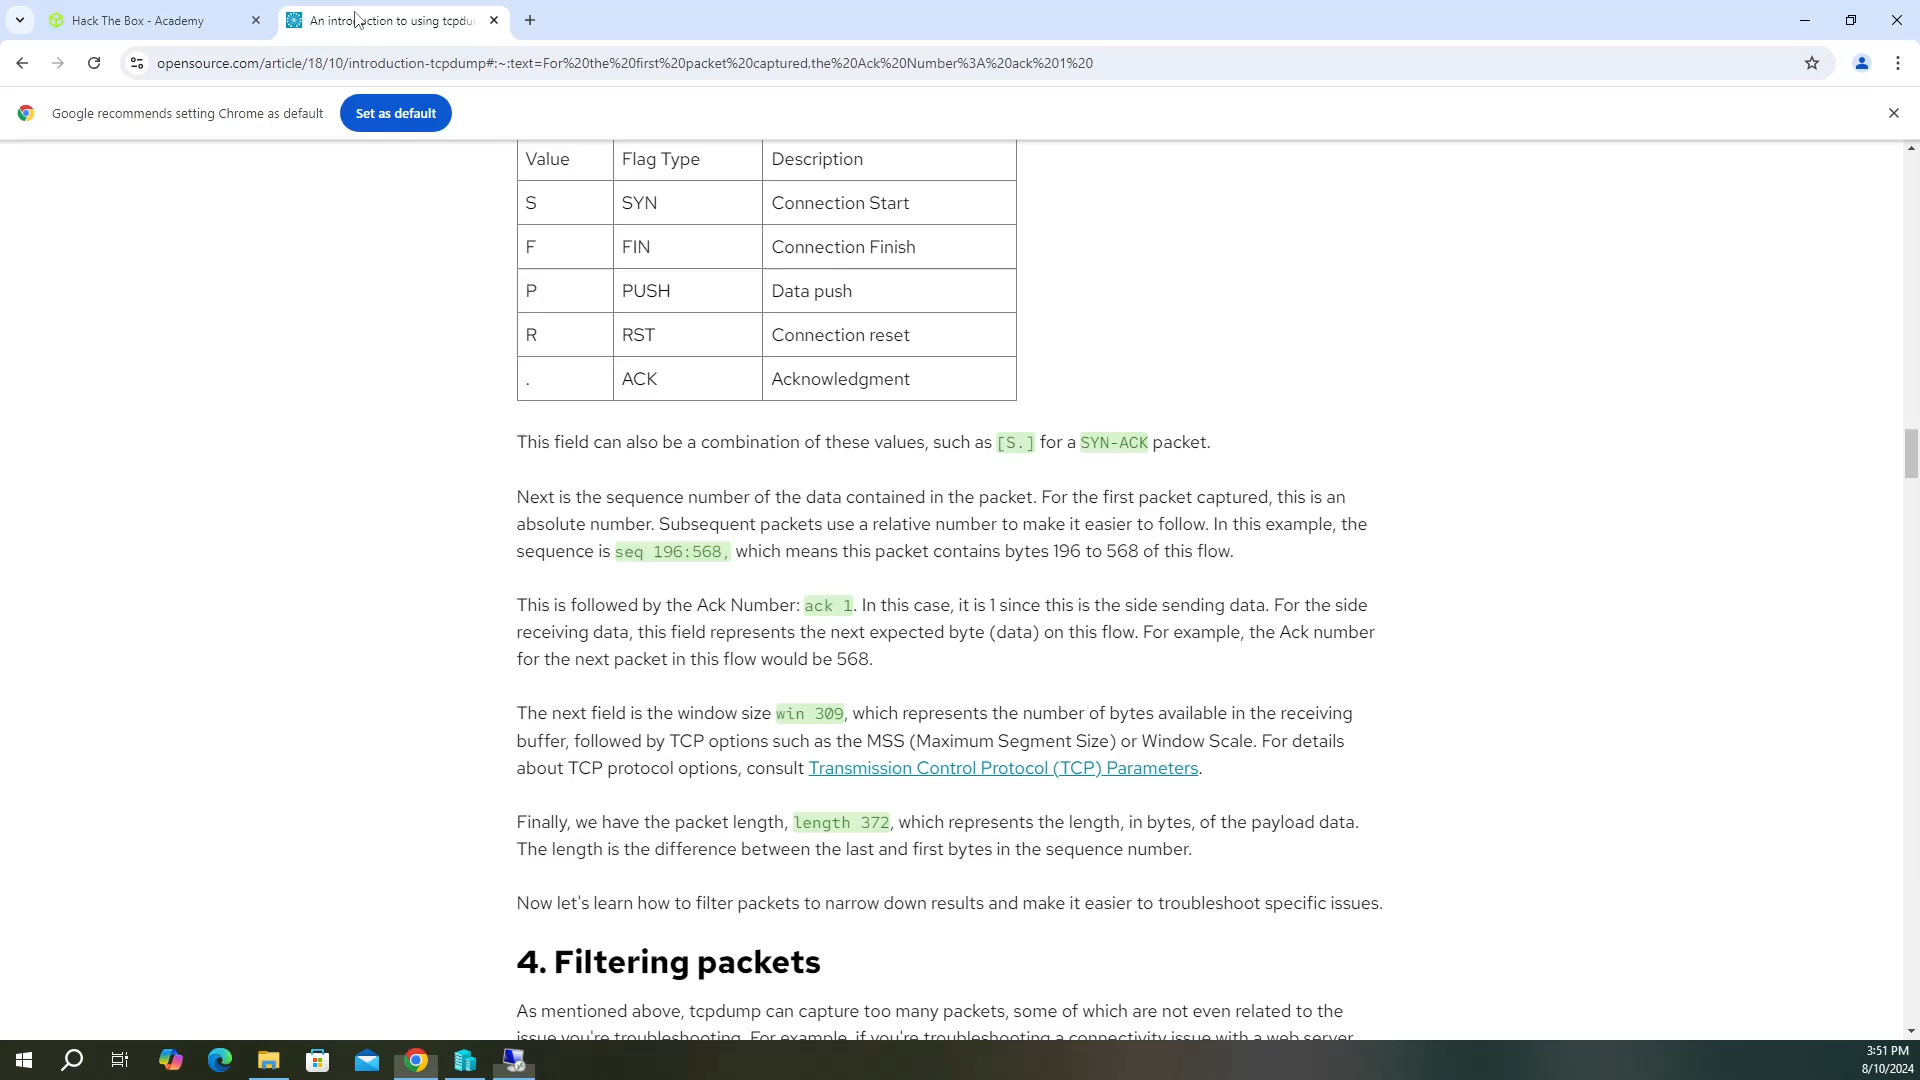 Hack The Box - Academy
An introduction to using tcpdu
opensource.com/article/18/10/introduction-tcpdump#:~:text=For%20the%20first%20packet%20captured,the%20Ack%20Number%3A%20ack%201%20
Google recommends setting Chrome as default
Set as default
Value Flag Type Description
S SYN Connection Start
F FIN Connection Finish
P PUSH Data push
R RST Connection reset
. ACK Acknowledgment
This field can also be a combination of these values, such as [S.] for a SYN-ACK packet.
Next is the sequence number of the data contained in the packet. For the first packet captured, this is an
absolute number. Subsequent packets use a relative number to make it easier to follow. In this example, the
sequence is seq 196:568, which means this packet contains bytes 196 to 568 of this flow.
This is followed by the Ack Number: ack 1. In this case, it is 1 since this is the side sending data. For the side
receiving data, this field represents the next expected byte (data) on this flow. For example, the Ack number
for the next packet in this flow would be 568.
The next field is the window size win 309, which represents the number of bytes available in the receiving
buffer, followed by TCP options such as the MSS (Maximum Segment Size) or Window Scale. For details
about TCP protocol options, consult Transmission Control Protocol (TCP) Parameters.
Finally, we have the packet length, length 372, which represents the length, in bytes, of the payload data.
The length is the difference between the last and first bytes in the sequence number.
Now let's learn how to filter packets to narrow down results and make it easier to troubleshoot specific issues.
4. Filtering packets
As mentioned above, tcpdump can capture too many packets, some of which are not even related to the
issue you're troubleshooting. For example, if you're troubleshooting a connectivity issue with a web server
3:51 PM
8/10/2024